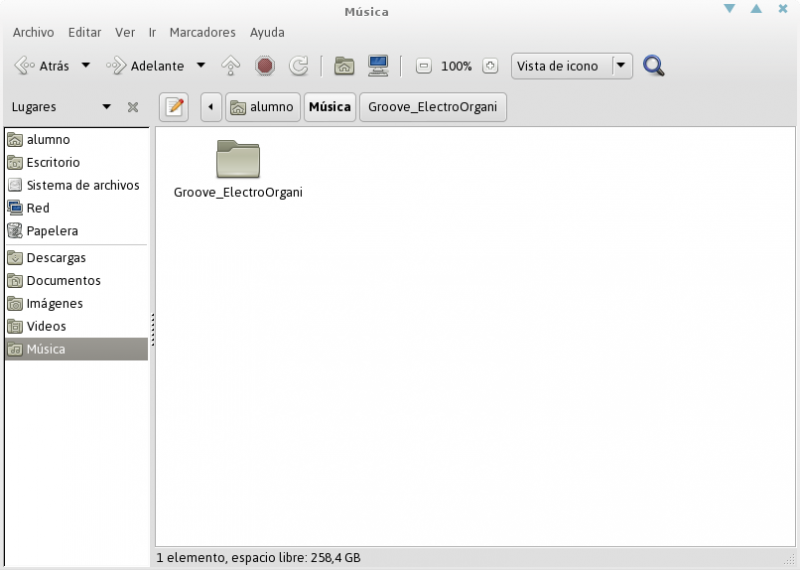 Música
Archivo Editar Ver Ir Marcadores Ayuda
Atrás Adelante 100% Vista de icono
Lugares alumno Música Groove_ElectroOrgani
alumno
Escritorio
Sistema de archivos
Red
Papelera
Descargas
Documentos
Imágenes
Videos
Música
Groove_ElectroOrgani
1 elemento, espacio libre: 258,4 GB